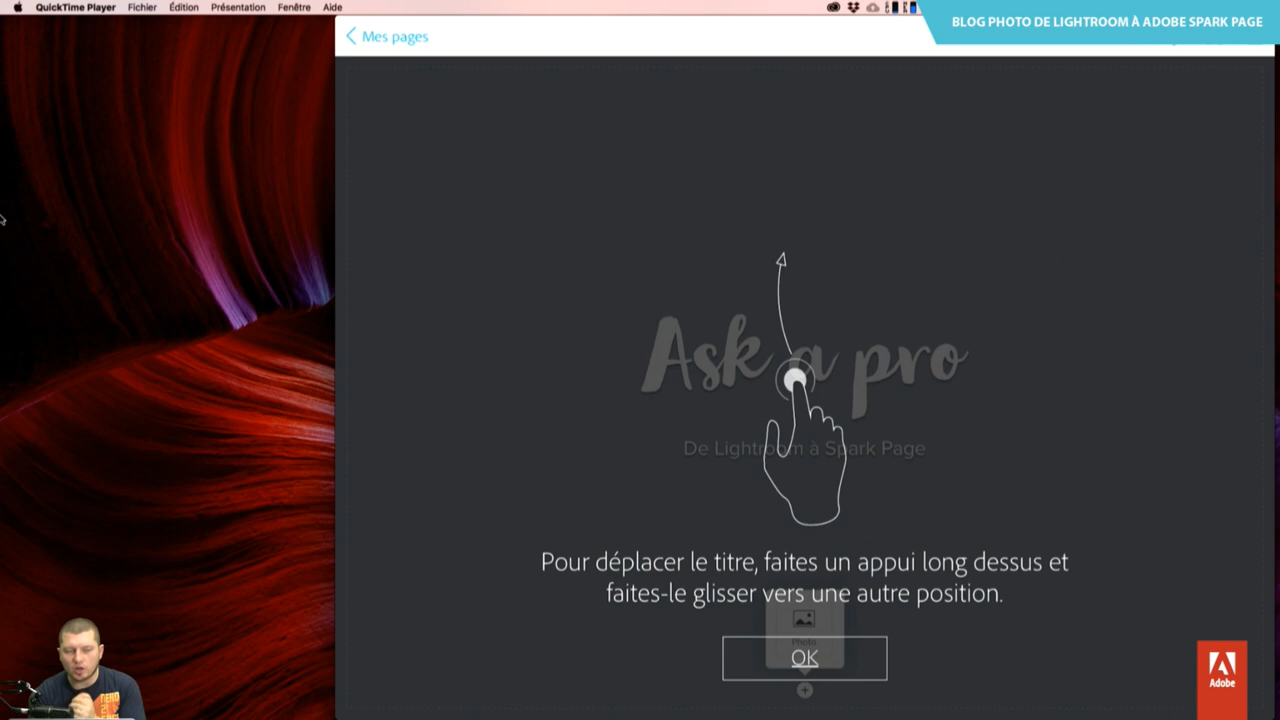 QuickTime Player Fichier Édition Présentation Fenêtre Aide
BLOG PHOTO DE LIGHTROOM À ADOBE SPARK PAGE
Mes pages
Ask a pro
De Lightroom à Spark Page
Pour déplacer le titre, faites un appui long dessus et
faites-le glisser vers une autre position.
Photo
OK
Adobe